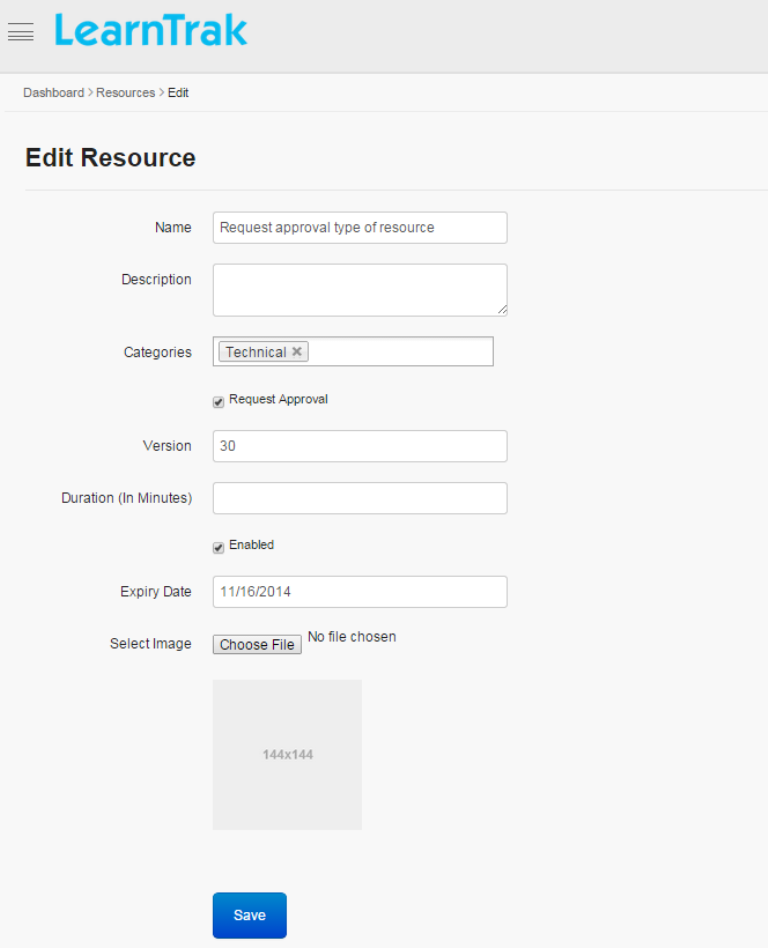 LearnTrak
Dashboard > Resources > Edit
Edit Resource
Name Request approval type of resource
Description
Categories Technical ×
Request Approval
Version 30
Duration (In Minutes)
Enabled
Expiry Date 11/16/2014
Select Image Choose File No file chosen
144x144
Save